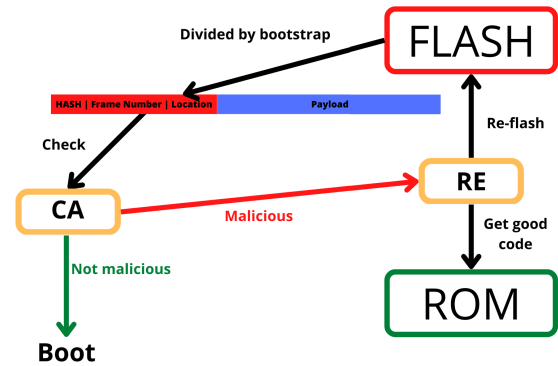 Divided by bootstrap
FLASH
HASH | Frame Number | Location
Payload
Check
Re-flash
CA
RE
Malicious
Get good
code
Not malicious
ROM
Boot